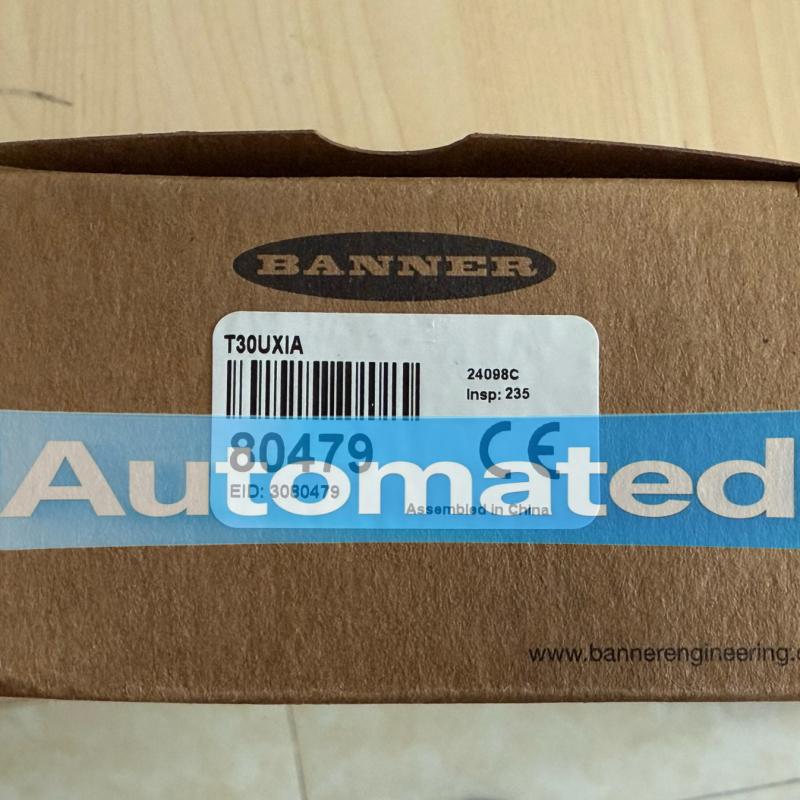 BANNER
T30UXIA
24098C
Insp: 235
80479
CE
EID: 3080479
Assembled in China
Automated
www.bannerengineering.